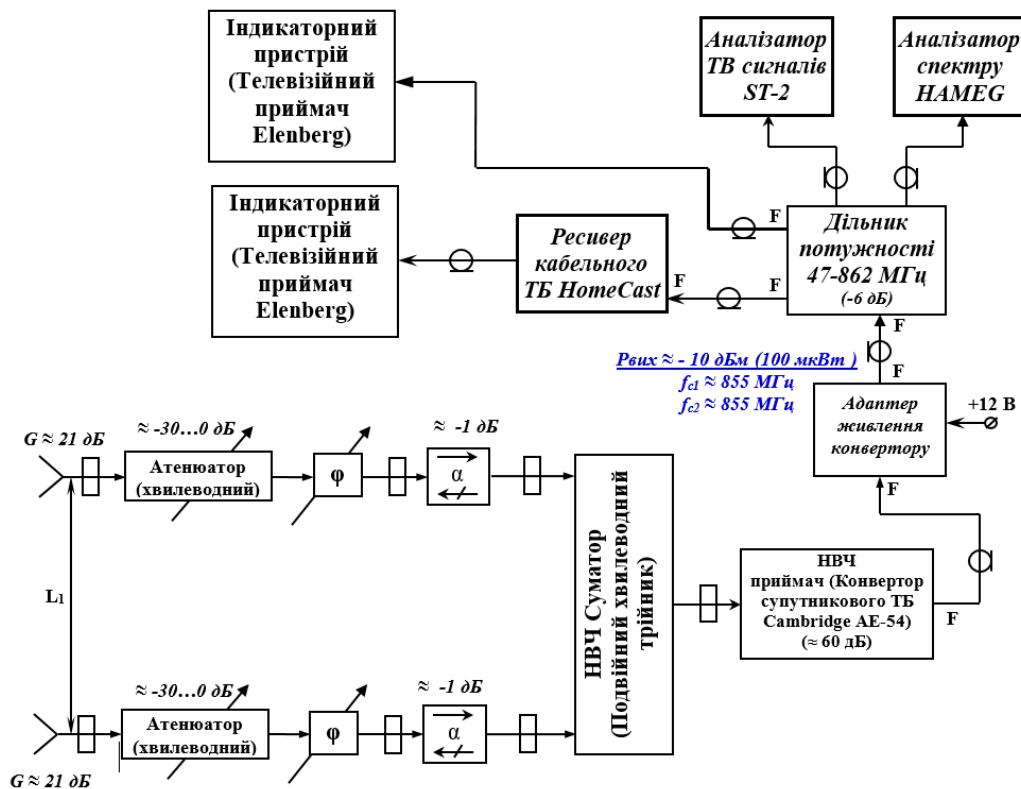 Індикаторний
пристрій
(Телевізійний
приймач
Elenberg)
Аналізатор
ТВ сигналів
ST-2
Аналізатор
спектру
HAMEG
Індикаторний
пристрій
(Телевізійний
приймач
Elenberg)
Ресивер
кабельного
ТБ HomeCast
F
F
F
Дільник
потужності
47-862 МГц
(-6 дБ)
F
Рвих ≈ - 10 дБм (100 мкВт )
fc1 ≈ 855 МГц
fc2 ≈ 855 МГц
F
Адаптер
живлення
конвертору
+12 В
F
G ≈ 21 дБ
≈ -30…0 дБ
Атенюатор
(хвилеводний)
φ
≈ -1 дБ
α
L1
НВЧ Суматор
(Подвійний хвилеводний
трійник)
НВЧ
приймач (Конвертор
супутникового ТБ
Cambridge AE-54)
(≈ 60 дБ)
F
≈ -30…0 дБ
Атенюатор
(хвилеводний)
φ
≈ -1 дБ
α
G ≈ 21 дБ